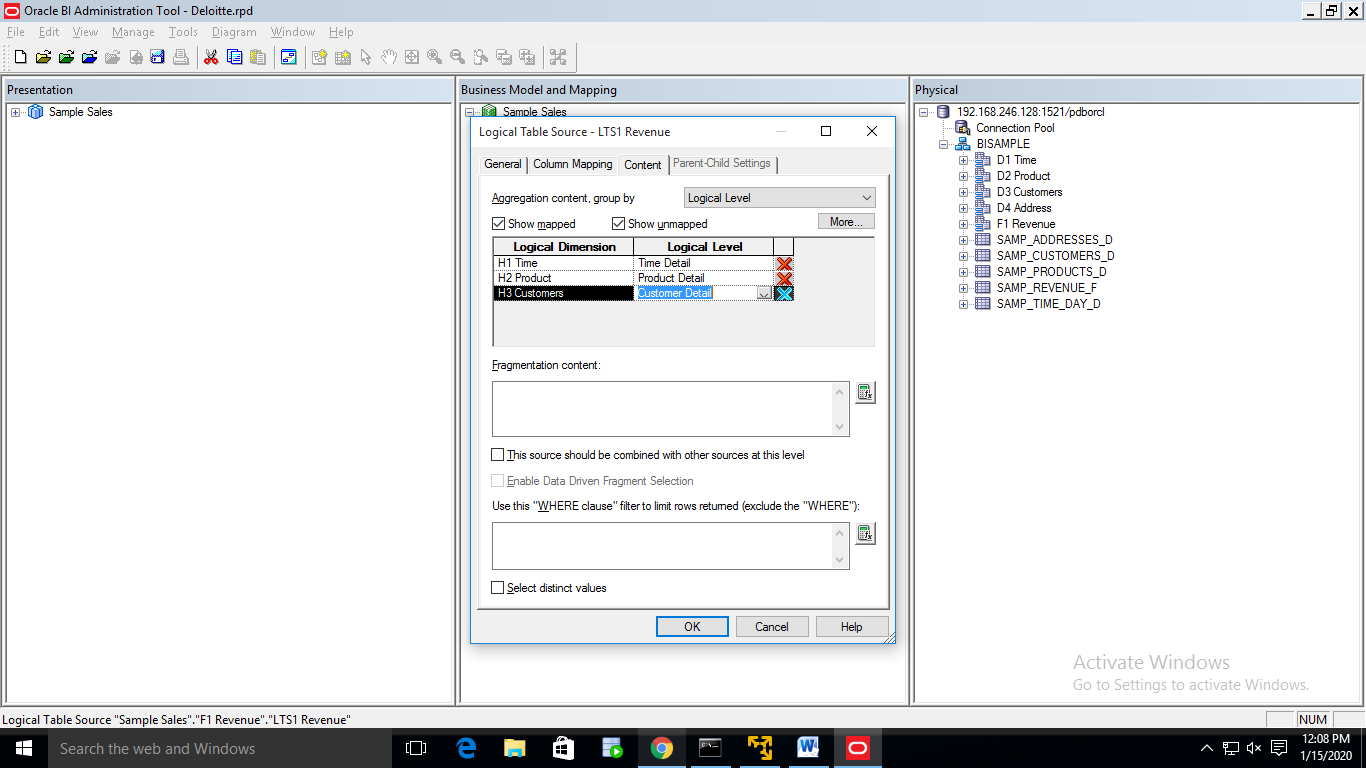 Oracle BI Administration Tool - Deloitte.rpd
File Edit View Manage Tools Diagram Window Help
Presentation
Sample Sales
Business Model and Mapping
Sample Sales
Logical Table Source - LTS1 Revenue
General Column Mapping Content Parent-Child Settings
Aggregation content, group by Logical Level
Show mapped Show unmapped More...
Logical Dimension Logical Level
H1 Time Time Detail
H2 Product Product Detail
H3 Customers Customer Detail
Fragmentation content:
This source should be combined with other sources at this level
Enable Data Driven Fragment Selection
Use this "WHERE clause" filter to limit rows returned (exclude the "WHERE"):
Select distinct values
OK Cancel Help
Physical
192.168.246.128:1521/pdborcl
Connection Pool
BISAMPLE
D1 Time
D2 Product
D3 Customers
D4 Address
F1 Revenue
SAMP_ADDRESSES_D
SAMP_CUSTOMERS_D
SAMP_PRODUCTS_D
SAMP_REVENUE_F
SAMP_TIME_DAY_D
Activate Windows
Go to Settings to activate Windows.
Logical Table Source "Sample Sales"."F1 Revenue"."LTS1 Revenue"
NUM
Search the web and Windows
12:08 PM
1/15/2020